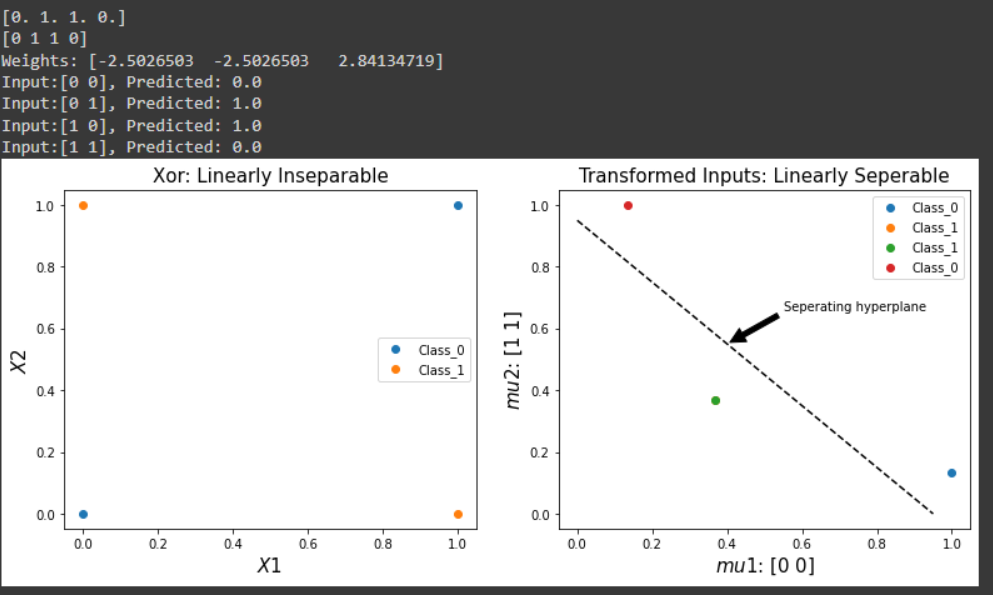 [0. 1. 1. 0.]
[0 1 1 0]
Weights: [-2.5026503  -2.5026503   2.84134719]
Input:[0 0], Predicted: 0.0
Input:[0 1], Predicted: 1.0
Input:[1 0], Predicted: 1.0
Input:[1 1], Predicted: 0.0
Xor: Linearly Inseparable
1.0
0.8
0.6
0.4
0.2
0.0
X2
Class_0
Class_1
0.0 0.2 0.4 0.6 0.8 1.0
X1
Transformed Inputs: Linearly Seperable
1.0
0.8
0.6
0.4
0.2
0.0
mu2: [1 1]
Class_0
Class_1
Class_1
Class_0
Seperating hyperplane
0.0 0.2 0.4 0.6 0.8 1.0
mu1: [0 0]